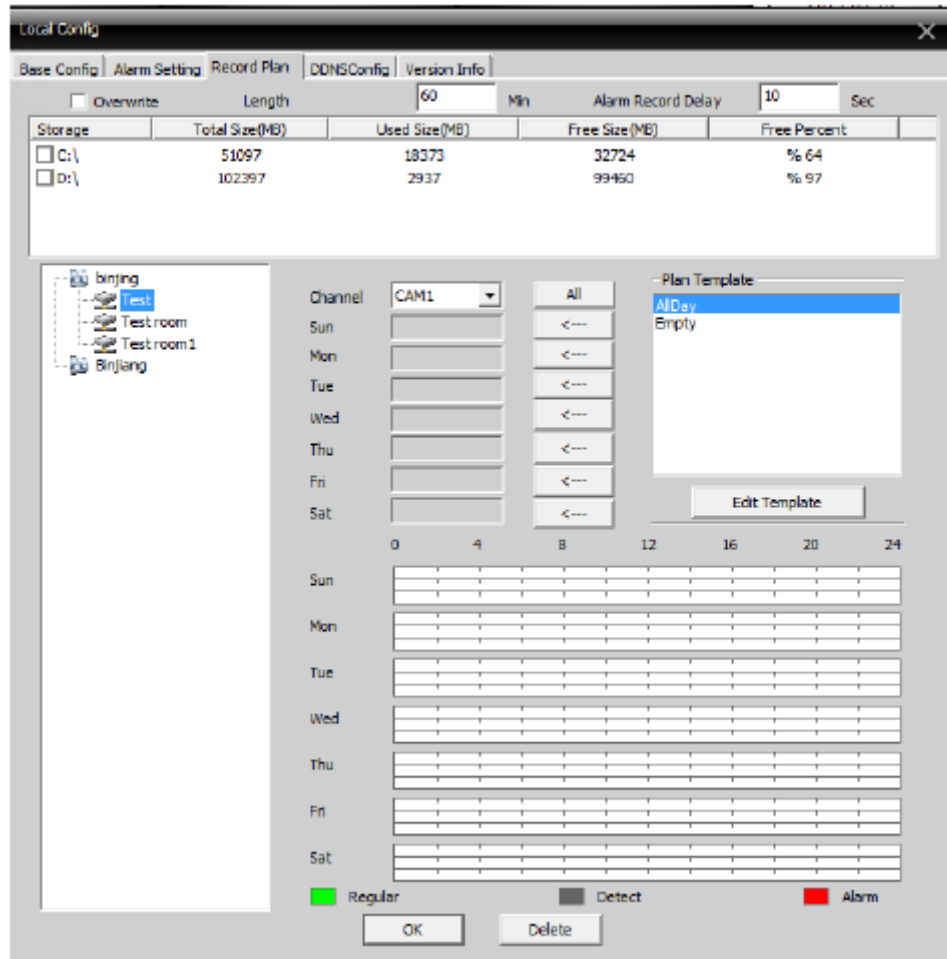 Local Config
Base Config Alarm Setting Record Plan DDNSConfig Version Info
Overwrite Length 60 Min Alarm Record Delay 10 Sec
Storage Total Size(MB) Used Size(MB) Free Size(MB) Free Percent
C:\ 51097 18373 32724 % 64
D:\ 102397 2937 99460 % 97
binjing
Test
Test room
Test room1
Binjiang
Channel CAM1 All
Sun <---
Mon <---
Tue <---
Wed <---
Thu <---
Fri <---
Sat <---
Plan Template
AllDay
Empty
Edit Template
0 4 8 12 16 20 24
Sun
Mon
Tue
Wed
Thu
Fri
Sat
Regular Detect Alarm
OK Delete